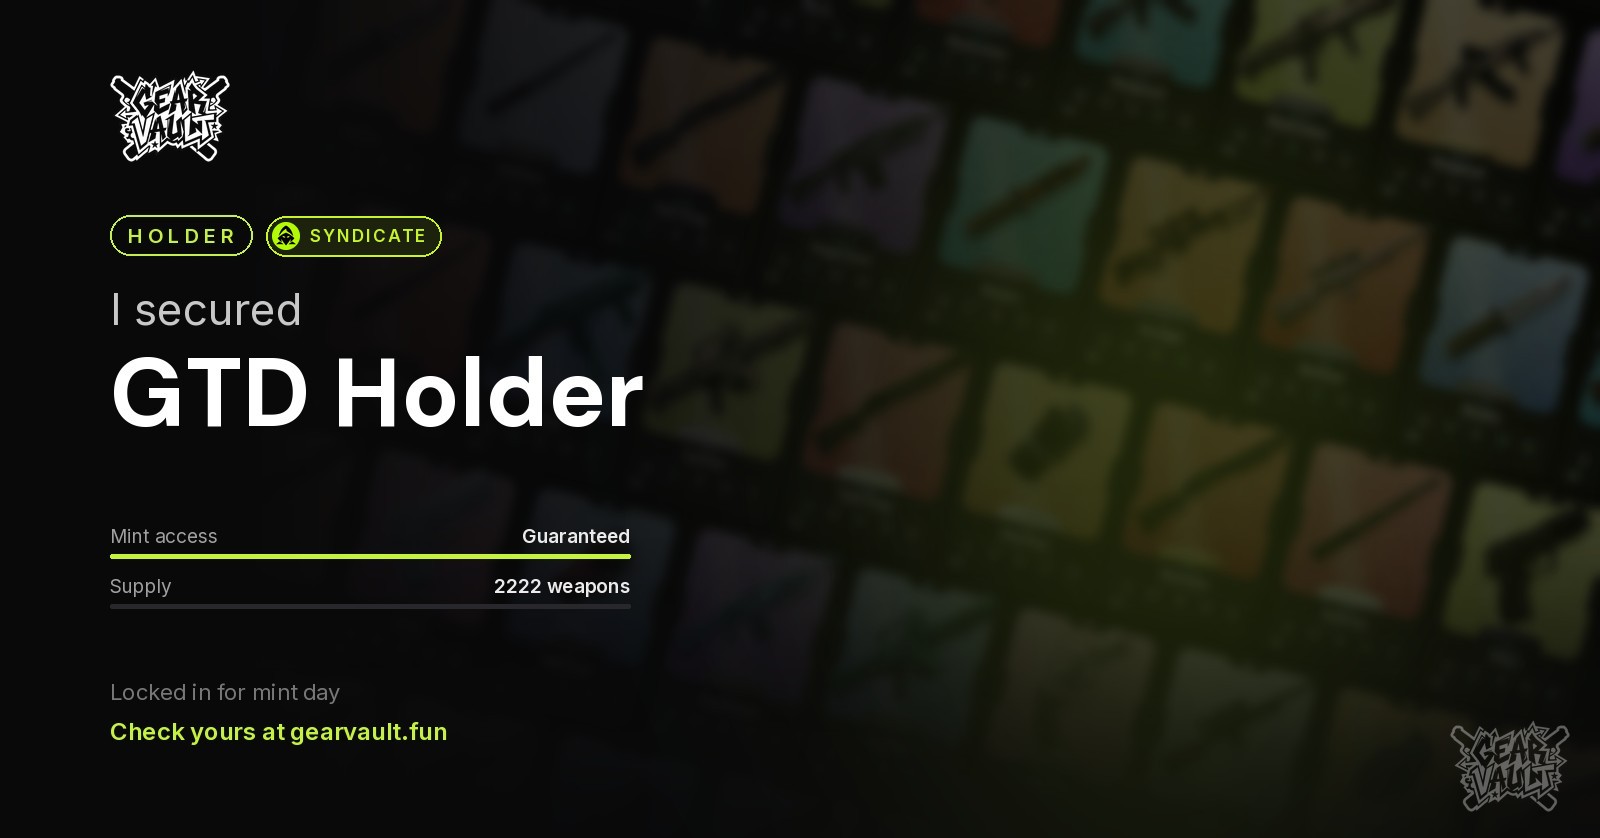 GEAR
VAULT
HOLDER
SYNDICATE
I secured
GTD Holder
Mint access Guaranteed
Supply 2222 weapons
Locked in for mint day
Check yours at gearvault.fun
GEAR
VAULT